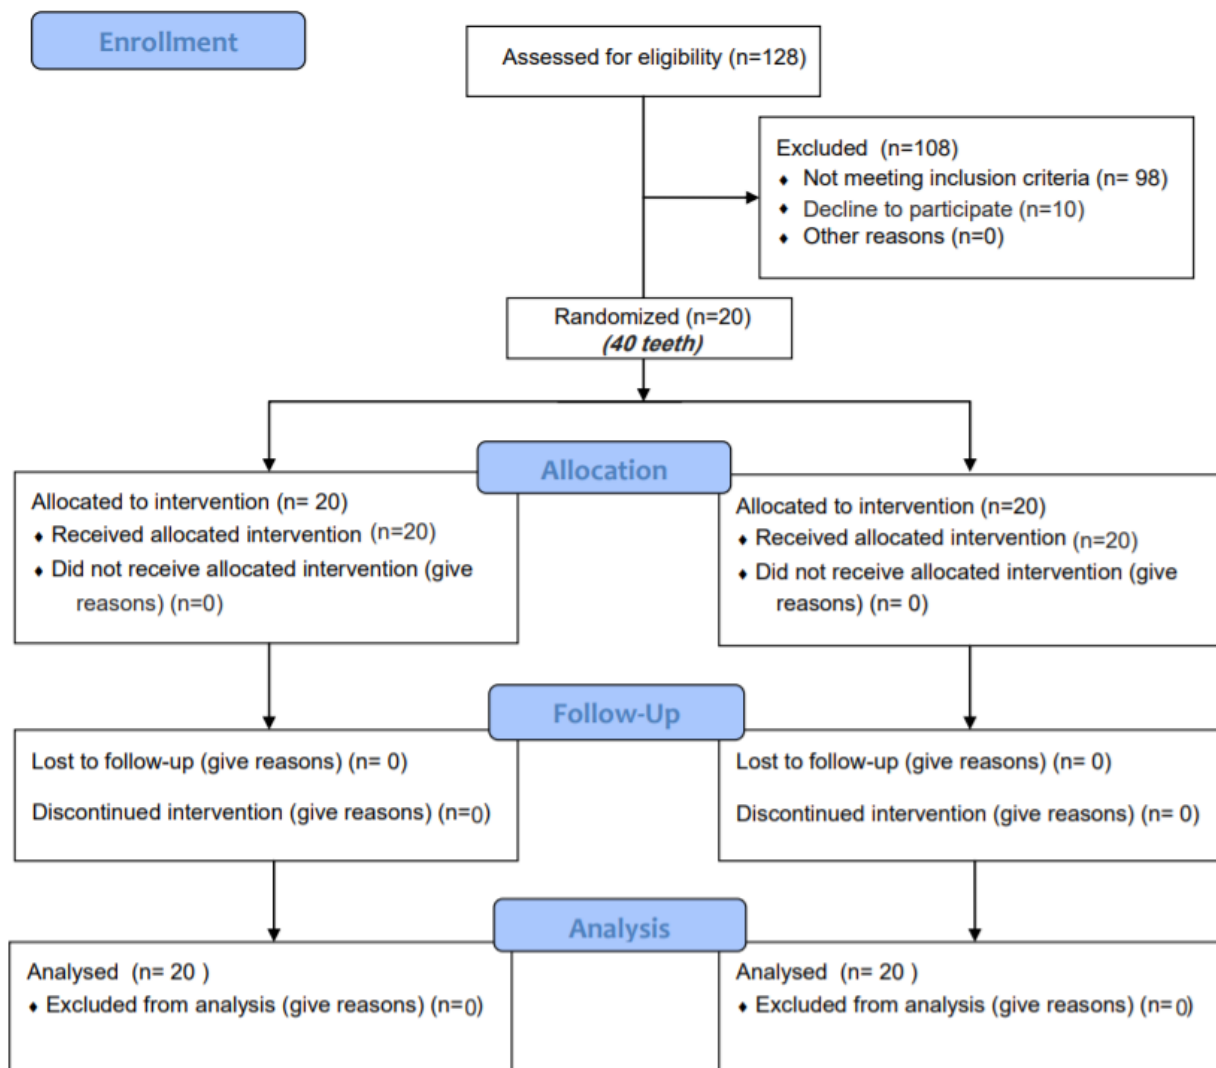 Enrollment
Assessed for eligibility (n=128)
Excluded (n=108)
♦ Not meeting inclusion criteria (n= 98)
♦ Decline to participate (n=10)
♦ Other reasons (n=0)
Randomized (n=20)
(40 teeth)
Allocation
Allocated to intervention (n= 20)
♦ Received allocated intervention (n=20)
♦ Did not receive allocated intervention (give
reasons) (n=0)
Allocated to intervention (n=20)
♦ Received allocated intervention (n=20)
♦ Did not receive allocated intervention (give
reasons) (n= 0)
Follow-Up
Lost to follow-up (give reasons) (n= 0)
Discontinued intervention (give reasons) (n=0)
Lost to follow-up (give reasons) (n= 0)
Discontinued intervention (give reasons) (n= 0)
Analysis
Analysed (n= 20 )
♦ Excluded from analysis (give reasons) (n=0)
Analysed (n= 20 )
♦ Excluded from analysis (give reasons) (n=0)